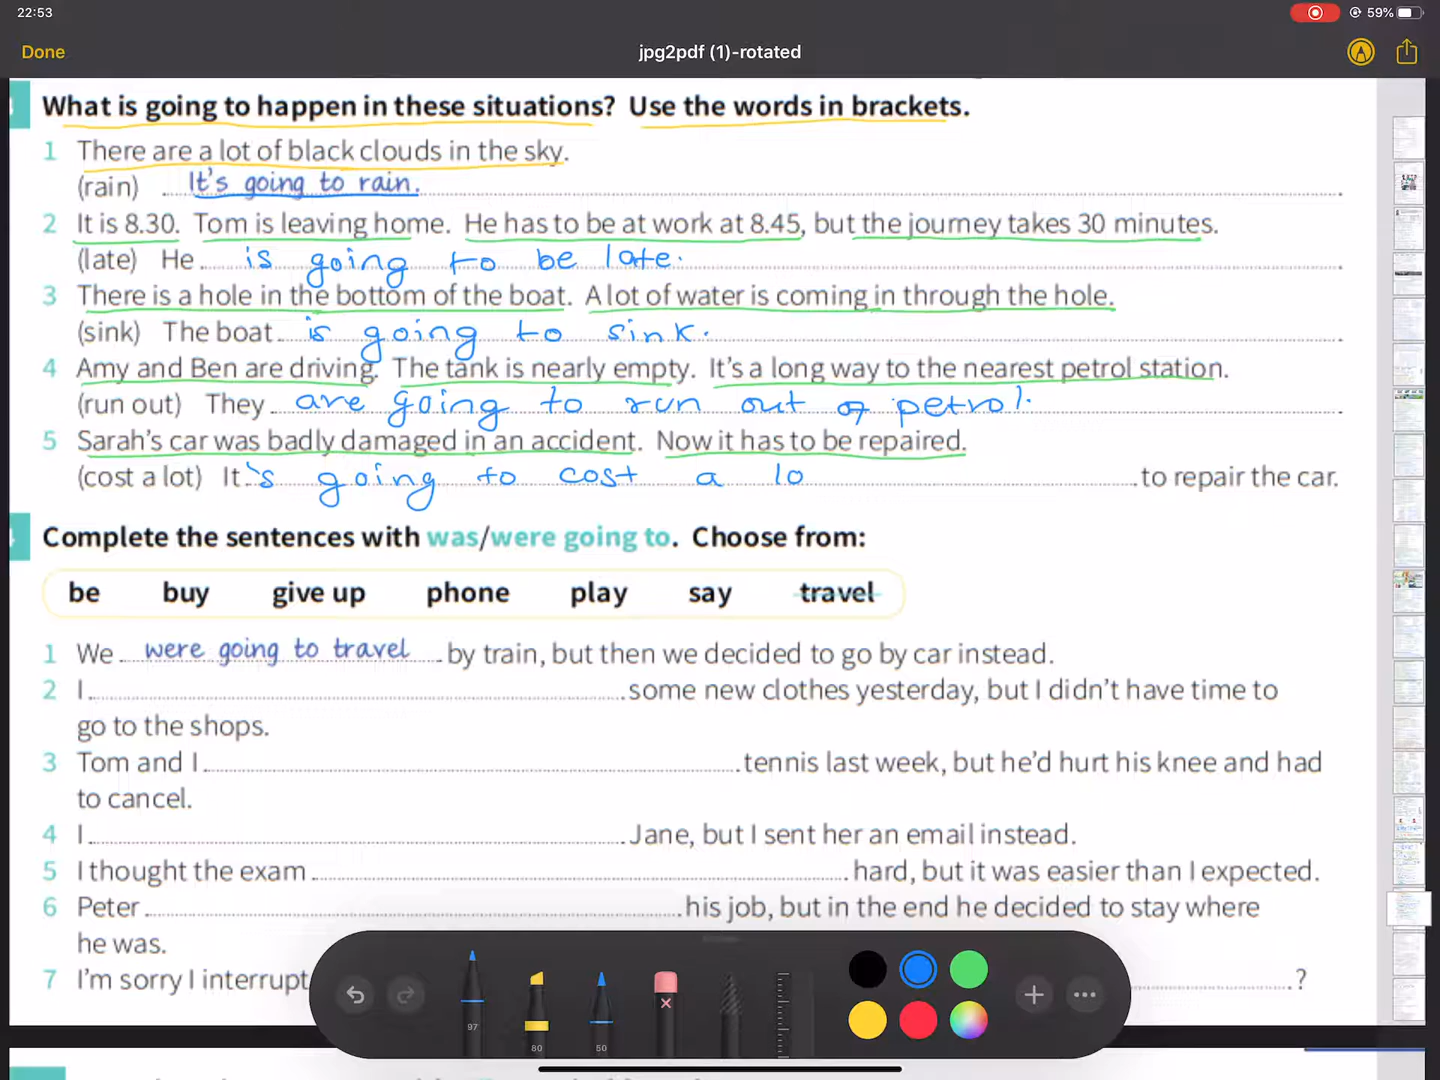 22:53
59%
Done
jpg2pdf (1)-rotated
What is going to happen in these situations? Use the words in brackets.
1 There are a lot of black clouds in the sky.
(rain) It's going to rain.
2 It is 8.30. Tom is leaving home. He has to be at work at 8.45, but the journey takes 30 minutes.
(late) He is going to be late.
3 There is a hole in the bottom of the boat. A lot of water is coming in through the hole.
(sink) The boat is going to sink.
4 Amy and Ben are driving. The tank is nearly empty. It's a long way to the nearest petrol station.
(run out) They are going to run out of petrol.
5 Sarah's car was badly damaged in an accident. Now it has to be repaired.
(cost a lot) It 's going to cost a lo to repair the car.
Complete the sentences with was/were going to. Choose from:
be buy give up phone play say travel
1 We were going to travel by train, but then we decided to go by car instead.
2 I some new clothes yesterday, but I didn't have time to
go to the shops.
3 Tom and I tennis last week, but he'd hurt his knee and had
to cancel.
4 I Jane, but I sent her an email instead.
5 I thought the exam hard, but it was easier than I expected.
6 Peter his job, but in the end he decided to stay where
he was.
7 I'm sorry I interrupt ?
97 80 50